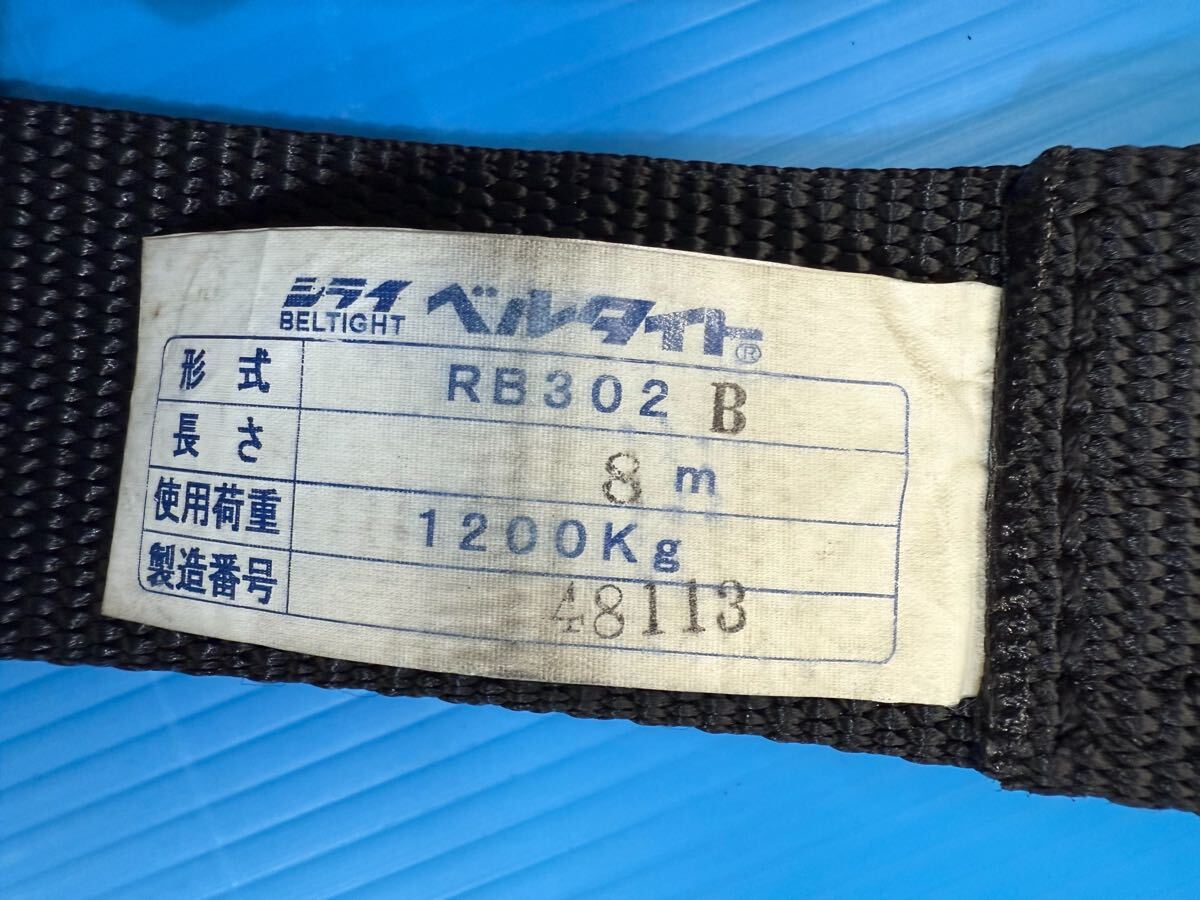 シライ ベルタイト®
BELTIGHT
形式 RB302 B
長さ 8 m
使用荷重 1200Kg
製造番号 48113